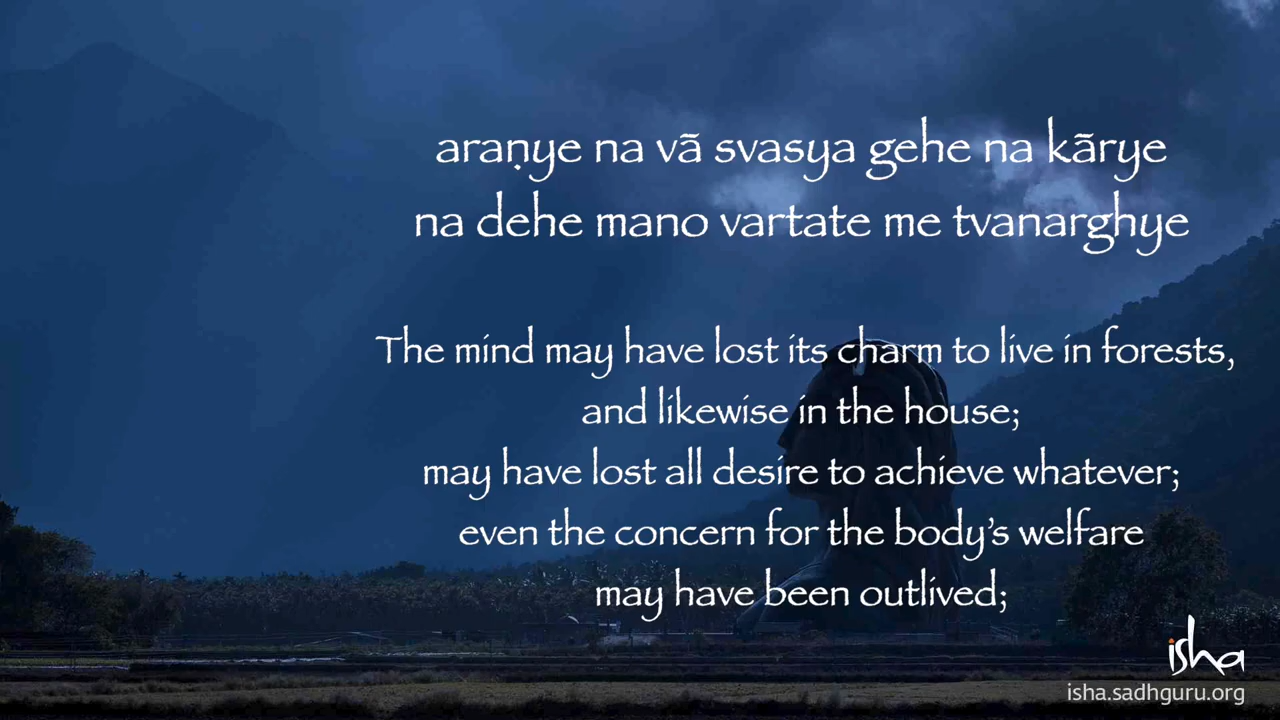 araṇye na vā svasya gehe na kārye
na dehe mano vartate me tvanarghye
The mind may have lost its charm to live in forests,
and likewise in the house;
may have lost all desire to achieve whatever;
even the concern for the body's welfare
may have been outlived;
isha
isha.sadhguru.org